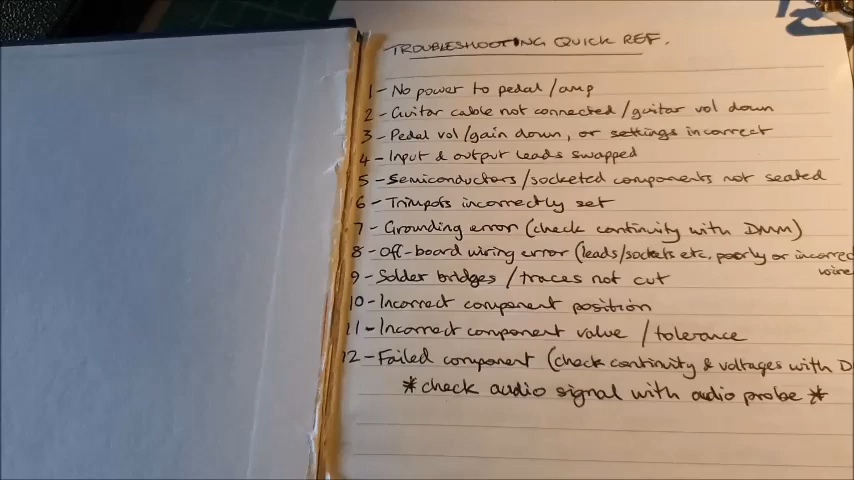 TROUBLESHOOTING QUICK REF.
1 - No power to pedal/amp
2 - Guitar cable not connected/guitar vol down
3 - Pedal vol/gain down, or settings incorrect
4 - Input & output leads swapped
5 - Semiconductors/socketed components not seated
6 - Trimpots incorrectly set
7 - Grounding error (check continuity with DMM)
8 - Off-board wiring error (leads/sockets etc, poorly or incorrec
wire
9 - Solder bridges/traces not cut
10 - Incorrect component position
11 - Incorrect component value/tolerance
12 - Failed component (check continuity & voltages with D
*check audio signal with audio probe*